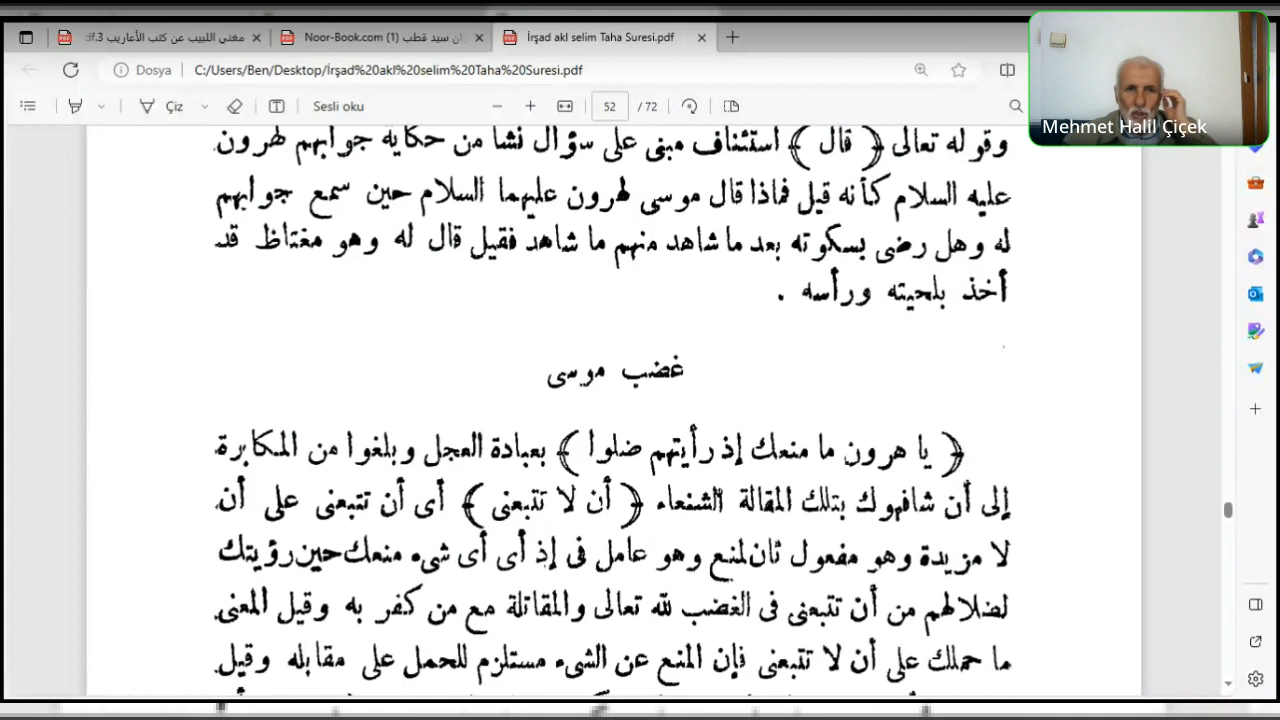 مغني اللبيب عن كتب الأعاريب 3.df
Noor-Book.com (1) ان سيد قطب
İrşad akl selim Taha Suresi.pdf
Dosya
C:/Users/Ben/Desktop/İrşad%20akl%20selim%20Taha%20Suresi.pdf
Çiz
Sesli oku
52 / 72
Mehmet Halil Çiçek
وقوله تعالى ﴿ قال ﴾ استئناف مبنى على سؤال نشأ من حكاية جوابهم لهرون
عليه السلام كأنه قيل فماذا قال موسى لهرون عليهما السلام حين سمع جوابهم
له وهل رضى بسكوته بعد ما شاهد منهم ما شاهد فقيل قال له وهو مغتاظ قد
أخذ بلحيته ورأسه .
غضب موسى
﴿ يا هرون ما منعك إذ رأيتهم ضلوا ﴾ بعبادة العجل وبلغوا من المكابرة
إلى أن شافهوك بتلك المقالة الشنعاء ﴿ أن لا تتبعنى ﴾ أى أن تتبعنى على أن
لا مزيدة وهو مفعول ثان لمنع وهو عامل فى إذ أى أى شىء منعك حين رؤيتك
لضلالهم من أن تتبعنى فى الغضب لله تعالى والمقاتلة مع من كفر به وقيل المعنى
ما حملك على أن لا تتبعنى فإن المنع عن الشىء مستلزم للحمل على مقابله وقيل